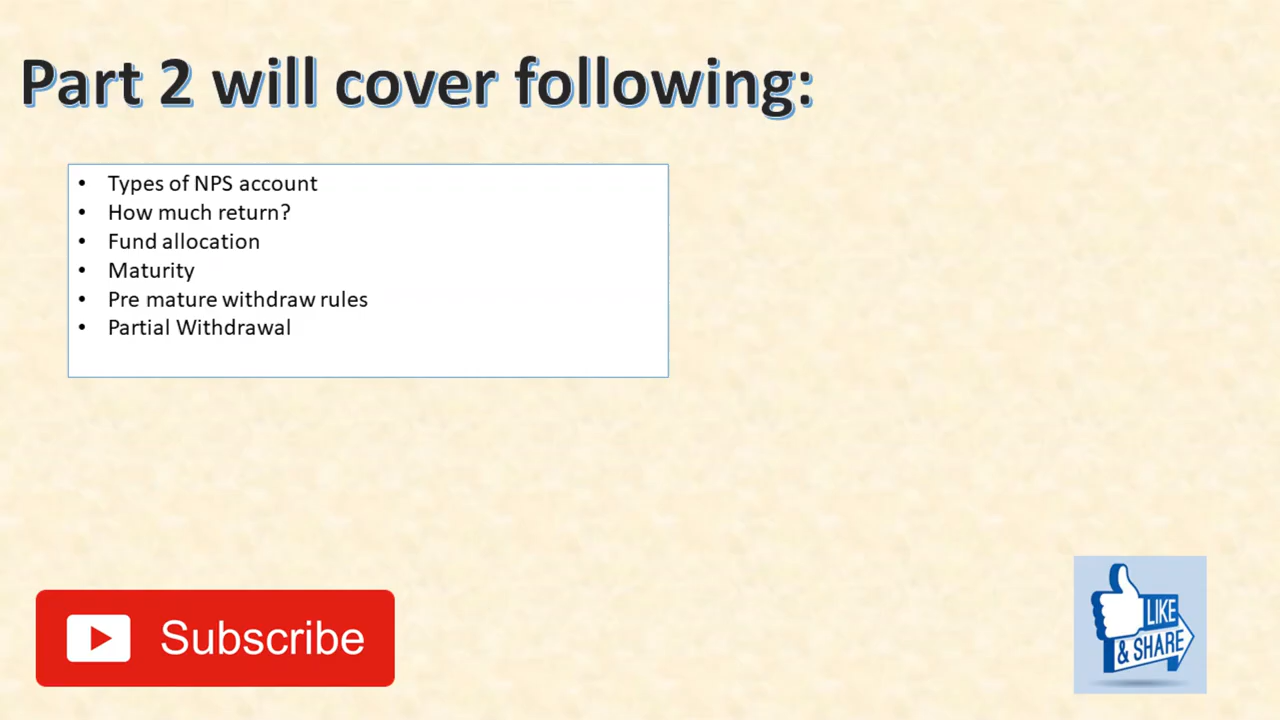 Part 2 will cover following:
• Types of NPS account
• How much return?
• Fund allocation
• Maturity
• Pre mature withdraw rules
• Partial Withdrawal
Subscribe
LIKE
& SHARE